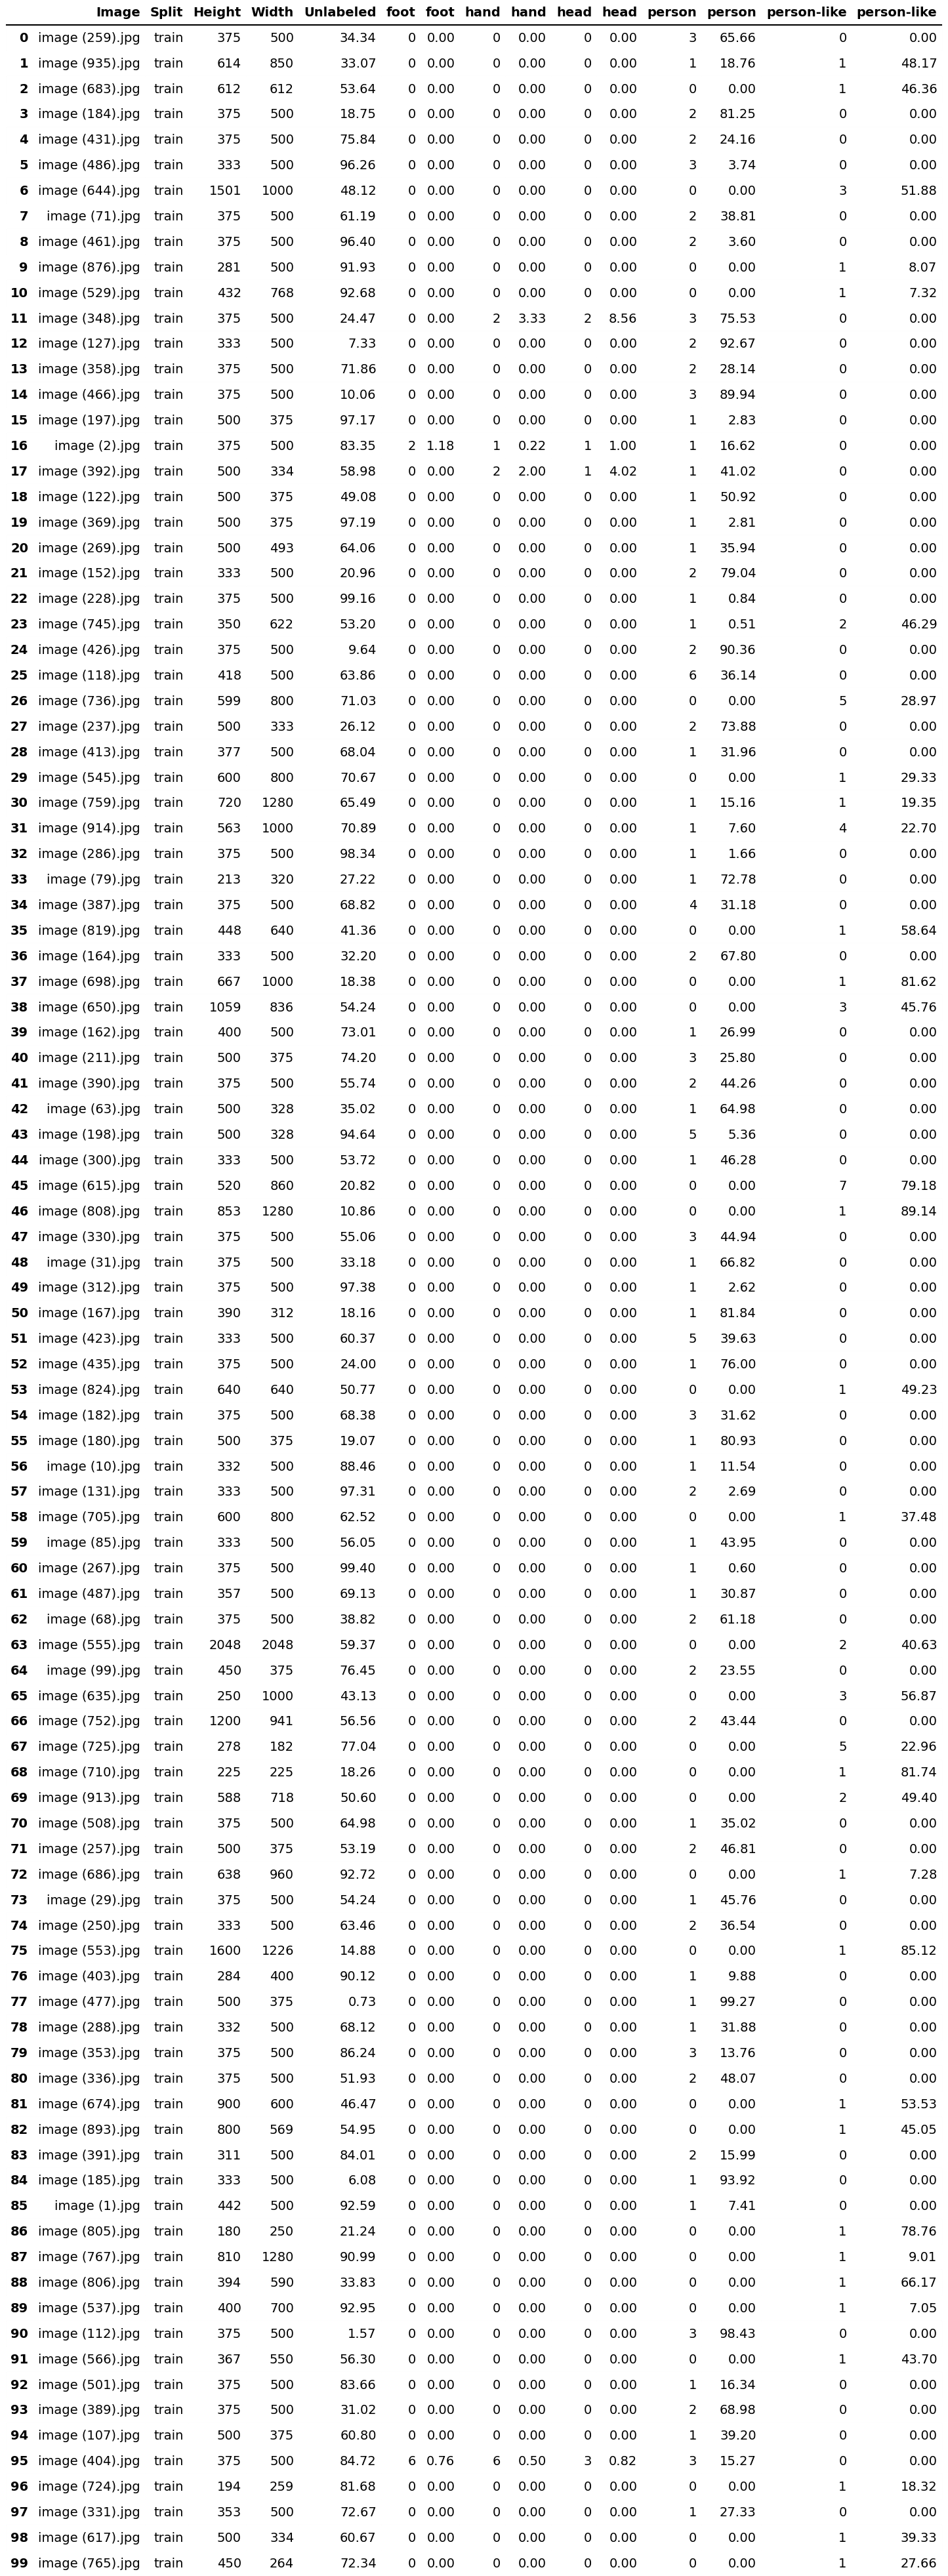 Image Split Height Width Unlabeled foot foot hand hand head head person person person-like person-like
0 image (259).jpg train 375 500 34.34 0 0.00 0 0.00 0 0.00 3 65.66 0 0.00
1 image (935).jpg train 614 850 33.07 0 0.00 0 0.00 0 0.00 1 18.76 1 48.17
2 image (683).jpg train 612 612 53.64 0 0.00 0 0.00 0 0.00 0 0.00 1 46.36
3 image (184).jpg train 375 500 18.75 0 0.00 0 0.00 0 0.00 2 81.25 0 0.00
4 image (431).jpg train 375 500 75.84 0 0.00 0 0.00 0 0.00 2 24.16 0 0.00
5 image (486).jpg train 333 500 96.26 0 0.00 0 0.00 0 0.00 3 3.74 0 0.00
6 image (644).jpg train 1501 1000 48.12 0 0.00 0 0.00 0 0.00 0 0.00 3 51.88
7 image (71).jpg train 375 500 61.19 0 0.00 0 0.00 0 0.00 2 38.81 0 0.00
8 image (461).jpg train 375 500 96.40 0 0.00 0 0.00 0 0.00 2 3.60 0 0.00
9 image (876).jpg train 281 500 91.93 0 0.00 0 0.00 0 0.00 0 0.00 1 8.07
10 image (529).jpg train 432 768 92.68 0 0.00 0 0.00 0 0.00 0 0.00 1 7.32
11 image (348).jpg train 375 500 24.47 0 0.00 2 3.33 2 8.56 3 75.53 0 0.00
12 image (127).jpg train 333 500 7.33 0 0.00 0 0.00 0 0.00 2 92.67 0 0.00
13 image (358).jpg train 375 500 71.86 0 0.00 0 0.00 0 0.00 2 28.14 0 0.00
14 image (466).jpg train 375 500 10.06 0 0.00 0 0.00 0 0.00 3 89.94 0 0.00
15 image (197).jpg train 500 375 97.17 0 0.00 0 0.00 0 0.00 1 2.83 0 0.00
16 image (2).jpg train 375 500 83.35 2 1.18 1 0.22 1 1.00 1 16.62 0 0.00
17 image (392).jpg train 500 334 58.98 0 0.00 2 2.00 1 4.02 1 41.02 0 0.00
18 image (122).jpg train 500 375 49.08 0 0.00 0 0.00 0 0.00 1 50.92 0 0.00
19 image (369).jpg train 500 375 97.19 0 0.00 0 0.00 0 0.00 1 2.81 0 0.00
20 image (269).jpg train 500 493 64.06 0 0.00 0 0.00 0 0.00 1 35.94 0 0.00
21 image (152).jpg train 333 500 20.96 0 0.00 0 0.00 0 0.00 2 79.04 0 0.00
22 image (228).jpg train 375 500 99.16 0 0.00 0 0.00 0 0.00 1 0.84 0 0.00
23 image (745).jpg train 350 622 53.20 0 0.00 0 0.00 0 0.00 1 0.51 2 46.29
24 image (426).jpg train 375 500 9.64 0 0.00 0 0.00 0 0.00 2 90.36 0 0.00
25 image (118).jpg train 418 500 63.86 0 0.00 0 0.00 0 0.00 6 36.14 0 0.00
26 image (736).jpg train 599 800 71.03 0 0.00 0 0.00 0 0.00 0 0.00 5 28.97
27 image (237).jpg train 500 333 26.12 0 0.00 0 0.00 0 0.00 2 73.88 0 0.00
28 image (413).jpg train 377 500 68.04 0 0.00 0 0.00 0 0.00 1 31.96 0 0.00
29 image (545).jpg train 600 800 70.67 0 0.00 0 0.00 0 0.00 0 0.00 1 29.33
30 image (759).jpg train 720 1280 65.49 0 0.00 0 0.00 0 0.00 1 15.16 1 19.35
31 image (914).jpg train 563 1000 70.89 0 0.00 0 0.00 0 0.00 1 7.60 4 22.70
32 image (286).jpg train 375 500 98.34 0 0.00 0 0.00 0 0.00 1 1.66 0 0.00
33 image (79).jpg train 213 320 27.22 0 0.00 0 0.00 0 0.00 1 72.78 0 0.00
34 image (387).jpg train 375 500 68.82 0 0.00 0 0.00 0 0.00 4 31.18 0 0.00
35 image (819).jpg train 448 640 41.36 0 0.00 0 0.00 0 0.00 0 0.00 1 58.64
36 image (164).jpg train 333 500 32.20 0 0.00 0 0.00 0 0.00 2 67.80 0 0.00
37 image (698).jpg train 667 1000 18.38 0 0.00 0 0.00 0 0.00 0 0.00 1 81.62
38 image (650).jpg train 1059 836 54.24 0 0.00 0 0.00 0 0.00 0 0.00 3 45.76
39 image (162).jpg train 400 500 73.01 0 0.00 0 0.00 0 0.00 1 26.99 0 0.00
40 image (211).jpg train 500 375 74.20 0 0.00 0 0.00 0 0.00 3 25.80 0 0.00
41 image (390).jpg train 375 500 55.74 0 0.00 0 0.00 0 0.00 2 44.26 0 0.00
42 image (63).jpg train 500 328 35.02 0 0.00 0 0.00 0 0.00 1 64.98 0 0.00
43 image (198).jpg train 500 328 94.64 0 0.00 0 0.00 0 0.00 5 5.36 0 0.00
44 image (300).jpg train 333 500 53.72 0 0.00 0 0.00 0 0.00 1 46.28 0 0.00
45 image (615).jpg train 520 860 20.82 0 0.00 0 0.00 0 0.00 0 0.00 7 79.18
46 image (808).jpg train 853 1280 10.86 0 0.00 0 0.00 0 0.00 0 0.00 1 89.14
47 image (330).jpg train 375 500 55.06 0 0.00 0 0.00 0 0.00 3 44.94 0 0.00
48 image (31).jpg train 375 500 33.18 0 0.00 0 0.00 0 0.00 1 66.82 0 0.00
49 image (312).jpg train 375 500 97.38 0 0.00 0 0.00 0 0.00 1 2.62 0 0.00
50 image (167).jpg train 390 312 18.16 0 0.00 0 0.00 0 0.00 1 81.84 0 0.00
51 image (423).jpg train 333 500 60.37 0 0.00 0 0.00 0 0.00 5 39.63 0 0.00
52 image (435).jpg train 375 500 24.00 0 0.00 0 0.00 0 0.00 1 76.00 0 0.00
53 image (824).jpg train 640 640 50.77 0 0.00 0 0.00 0 0.00 0 0.00 1 49.23
54 image (182).jpg train 375 500 68.38 0 0.00 0 0.00 0 0.00 3 31.62 0 0.00
55 image (180).jpg train 500 375 19.07 0 0.00 0 0.00 0 0.00 1 80.93 0 0.00
56 image (10).jpg train 332 500 88.46 0 0.00 0 0.00 0 0.00 1 11.54 0 0.00
57 image (131).jpg train 333 500 97.31 0 0.00 0 0.00 0 0.00 2 2.69 0 0.00
58 image (705).jpg train 600 800 62.52 0 0.00 0 0.00 0 0.00 0 0.00 1 37.48
59 image (85).jpg train 333 500 56.05 0 0.00 0 0.00 0 0.00 1 43.95 0 0.00
60 image (267).jpg train 375 500 99.40 0 0.00 0 0.00 0 0.00 1 0.60 0 0.00
61 image (487).jpg train 357 500 69.13 0 0.00 0 0.00 0 0.00 1 30.87 0 0.00
62 image (68).jpg train 375 500 38.82 0 0.00 0 0.00 0 0.00 2 61.18 0 0.00
63 image (555).jpg train 2048 2048 59.37 0 0.00 0 0.00 0 0.00 0 0.00 2 40.63
64 image (99).jpg train 450 375 76.45 0 0.00 0 0.00 0 0.00 2 23.55 0 0.00
65 image (635).jpg train 250 1000 43.13 0 0.00 0 0.00 0 0.00 0 0.00 3 56.87
66 image (752).jpg train 1200 941 56.56 0 0.00 0 0.00 0 0.00 2 43.44 0 0.00
67 image (725).jpg train 278 182 77.04 0 0.00 0 0.00 0 0.00 0 0.00 5 22.96
68 image (710).jpg train 225 225 18.26 0 0.00 0 0.00 0 0.00 0 0.00 1 81.74
69 image (913).jpg train 588 718 50.60 0 0.00 0 0.00 0 0.00 0 0.00 2 49.40
70 image (508).jpg train 375 500 64.98 0 0.00 0 0.00 0 0.00 1 35.02 0 0.00
71 image (257).jpg train 500 375 53.19 0 0.00 0 0.00 0 0.00 2 46.81 0 0.00
72 image (686).jpg train 638 960 92.72 0 0.00 0 0.00 0 0.00 0 0.00 1 7.28
73 image (29).jpg train 375 500 54.24 0 0.00 0 0.00 0 0.00 1 45.76 0 0.00
74 image (250).jpg train 333 500 63.46 0 0.00 0 0.00 0 0.00 2 36.54 0 0.00
75 image (553).jpg train 1600 1226 14.88 0 0.00 0 0.00 0 0.00 0 0.00 1 85.12
76 image (403).jpg train 284 400 90.12 0 0.00 0 0.00 0 0.00 1 9.88 0 0.00
77 image (477).jpg train 500 375 0.73 0 0.00 0 0.00 0 0.00 1 99.27 0 0.00
78 image (288).jpg train 332 500 68.12 0 0.00 0 0.00 0 0.00 1 31.88 0 0.00
79 image (353).jpg train 375 500 86.24 0 0.00 0 0.00 0 0.00 3 13.76 0 0.00
80 image (336).jpg train 375 500 51.93 0 0.00 0 0.00 0 0.00 2 48.07 0 0.00
81 image (674).jpg train 900 600 46.47 0 0.00 0 0.00 0 0.00 0 0.00 1 53.53
82 image (893).jpg train 800 569 54.95 0 0.00 0 0.00 0 0.00 0 0.00 1 45.05
83 image (391).jpg train 311 500 84.01 0 0.00 0 0.00 0 0.00 2 15.99 0 0.00
84 image (185).jpg train 333 500 6.08 0 0.00 0 0.00 0 0.00 1 93.92 0 0.00
85 image (1).jpg train 442 500 92.59 0 0.00 0 0.00 0 0.00 1 7.41 0 0.00
86 image (805).jpg train 180 250 21.24 0 0.00 0 0.00 0 0.00 0 0.00 1 78.76
87 image (767).jpg train 810 1280 90.99 0 0.00 0 0.00 0 0.00 0 0.00 1 9.01
88 image (806).jpg train 394 590 33.83 0 0.00 0 0.00 0 0.00 0 0.00 1 66.17
89 image (537).jpg train 400 700 92.95 0 0.00 0 0.00 0 0.00 0 0.00 1 7.05
90 image (112).jpg train 375 500 1.57 0 0.00 0 0.00 0 0.00 3 98.43 0 0.00
91 image (566).jpg train 367 550 56.30 0 0.00 0 0.00 0 0.00 0 0.00 1 43.70
92 image (501).jpg train 375 500 83.66 0 0.00 0 0.00 0 0.00 1 16.34 0 0.00
93 image (389).jpg train 375 500 31.02 0 0.00 0 0.00 0 0.00 2 68.98 0 0.00
94 image (107).jpg train 500 375 60.80 0 0.00 0 0.00 0 0.00 1 39.20 0 0.00
95 image (404).jpg train 375 500 84.72 6 0.76 6 0.50 3 0.82 3 15.27 0 0.00
96 image (724).jpg train 194 259 81.68 0 0.00 0 0.00 0 0.00 0 0.00 1 18.32
97 image (331).jpg train 353 500 72.67 0 0.00 0 0.00 0 0.00 1 27.33 0 0.00
98 image (617).jpg train 500 334 60.67 0 0.00 0 0.00 0 0.00 0 0.00 1 39.33
99 image (765).jpg train 450 264 72.34 0 0.00 0 0.00 0 0.00 0 0.00 1 27.66